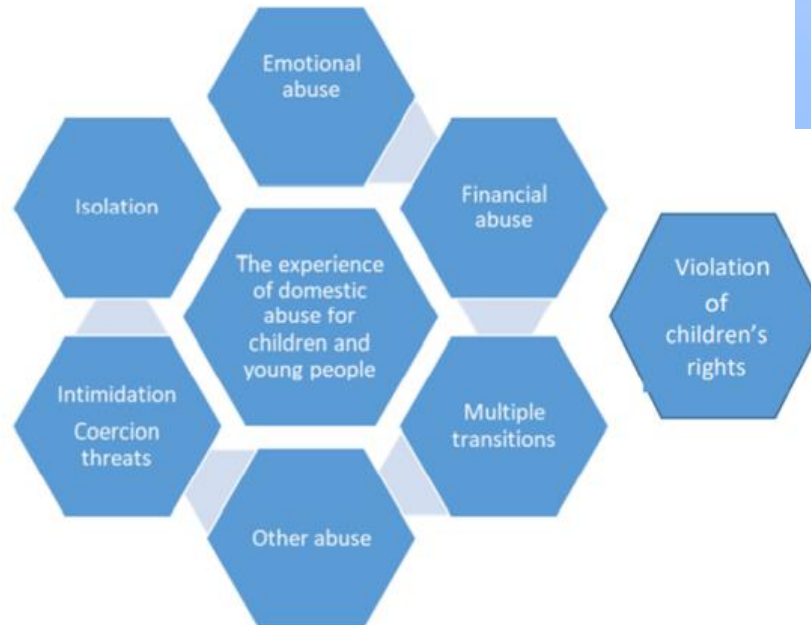 Emotional
abuse
Isolation
Financial
abuse
The experience
of domestic
abuse for
children and
young people
Violation
of
children's
rights
Intimidation
Coercion
threats
Multiple
transitions
Other abuse